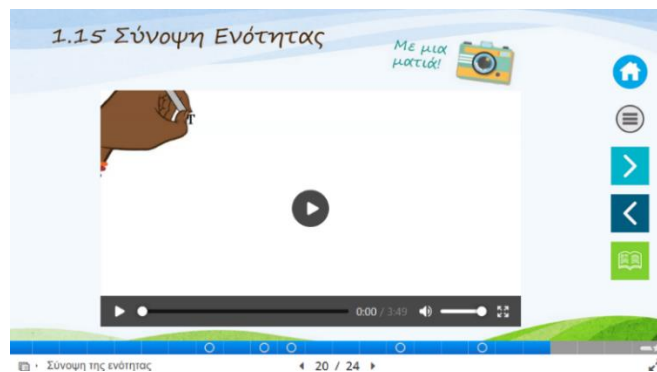 1.15 Σύνοψη Ενότητας
Με μια
ματιά!
T
0:00 / 3:49
Σύνοψη της ενότητας
20 / 24